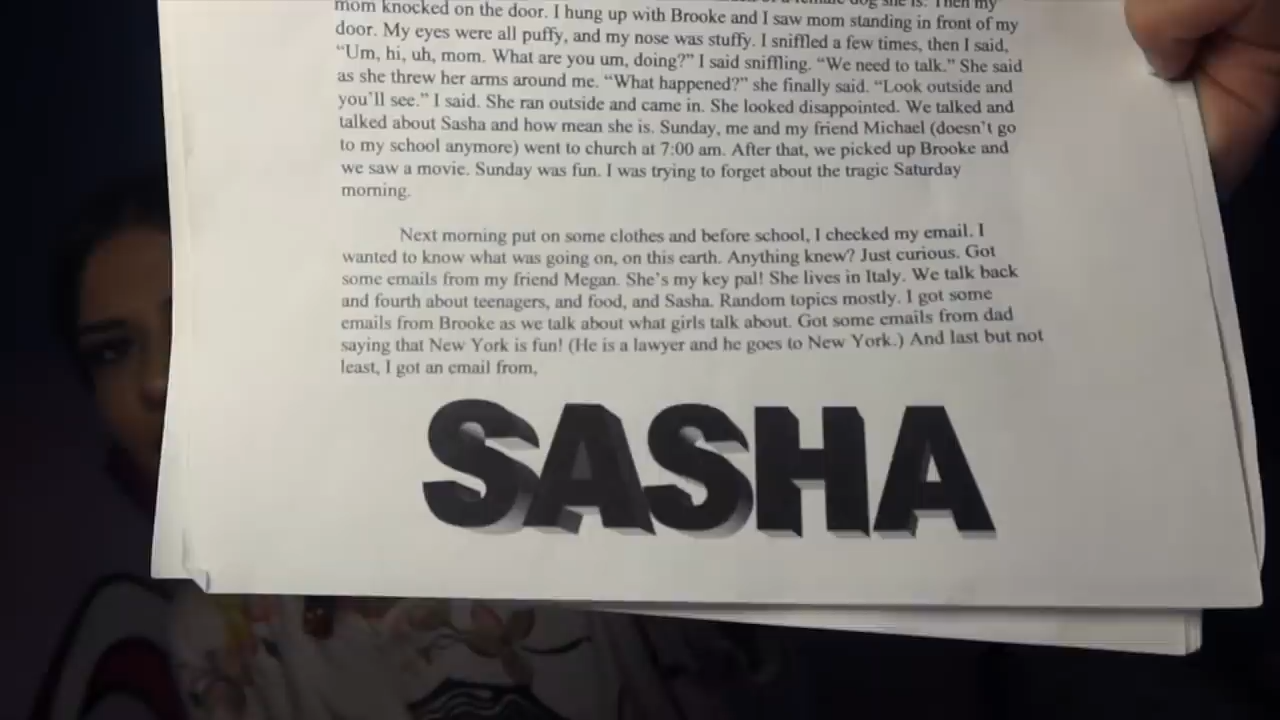 of a female dog she is. Then my
mom knocked on the door. I hung up with Brooke and I saw mom standing in front of my
door. My eyes were all puffy, and my nose was stuffy. I sniffled a few times, then I said,
“Um, hi, uh, mom. What are you um, doing?” I said sniffling. “We need to talk.” She said
as she threw her arms around me. “What happened?” she finally said. “Look outside and
you’ll see.” I said. She ran outside and came in. She looked disappointed. We talked and
talked about Sasha and how mean she is. Sunday, me and my friend Michael (doesn’t go
to my school anymore) went to church at 7:00 am. After that, we picked up Brooke and
we saw a movie. Sunday was fun. I was trying to forget about the tragic Saturday
morning.
Next morning put on some clothes and before school, I checked my email. I
wanted to know what was going on, on this earth. Anything knew? Just curious. Got
some emails from my friend Megan. She’s my key pal! She lives in Italy. We talk back
and fourth about teenagers, and food, and Sasha. Random topics mostly. I got some
emails from Brooke as we talk about what girls talk about. Got some emails from dad
saying that New York is fun! (He is a lawyer and he goes to New York.) And last but not
least, I got an email from,
SASHA